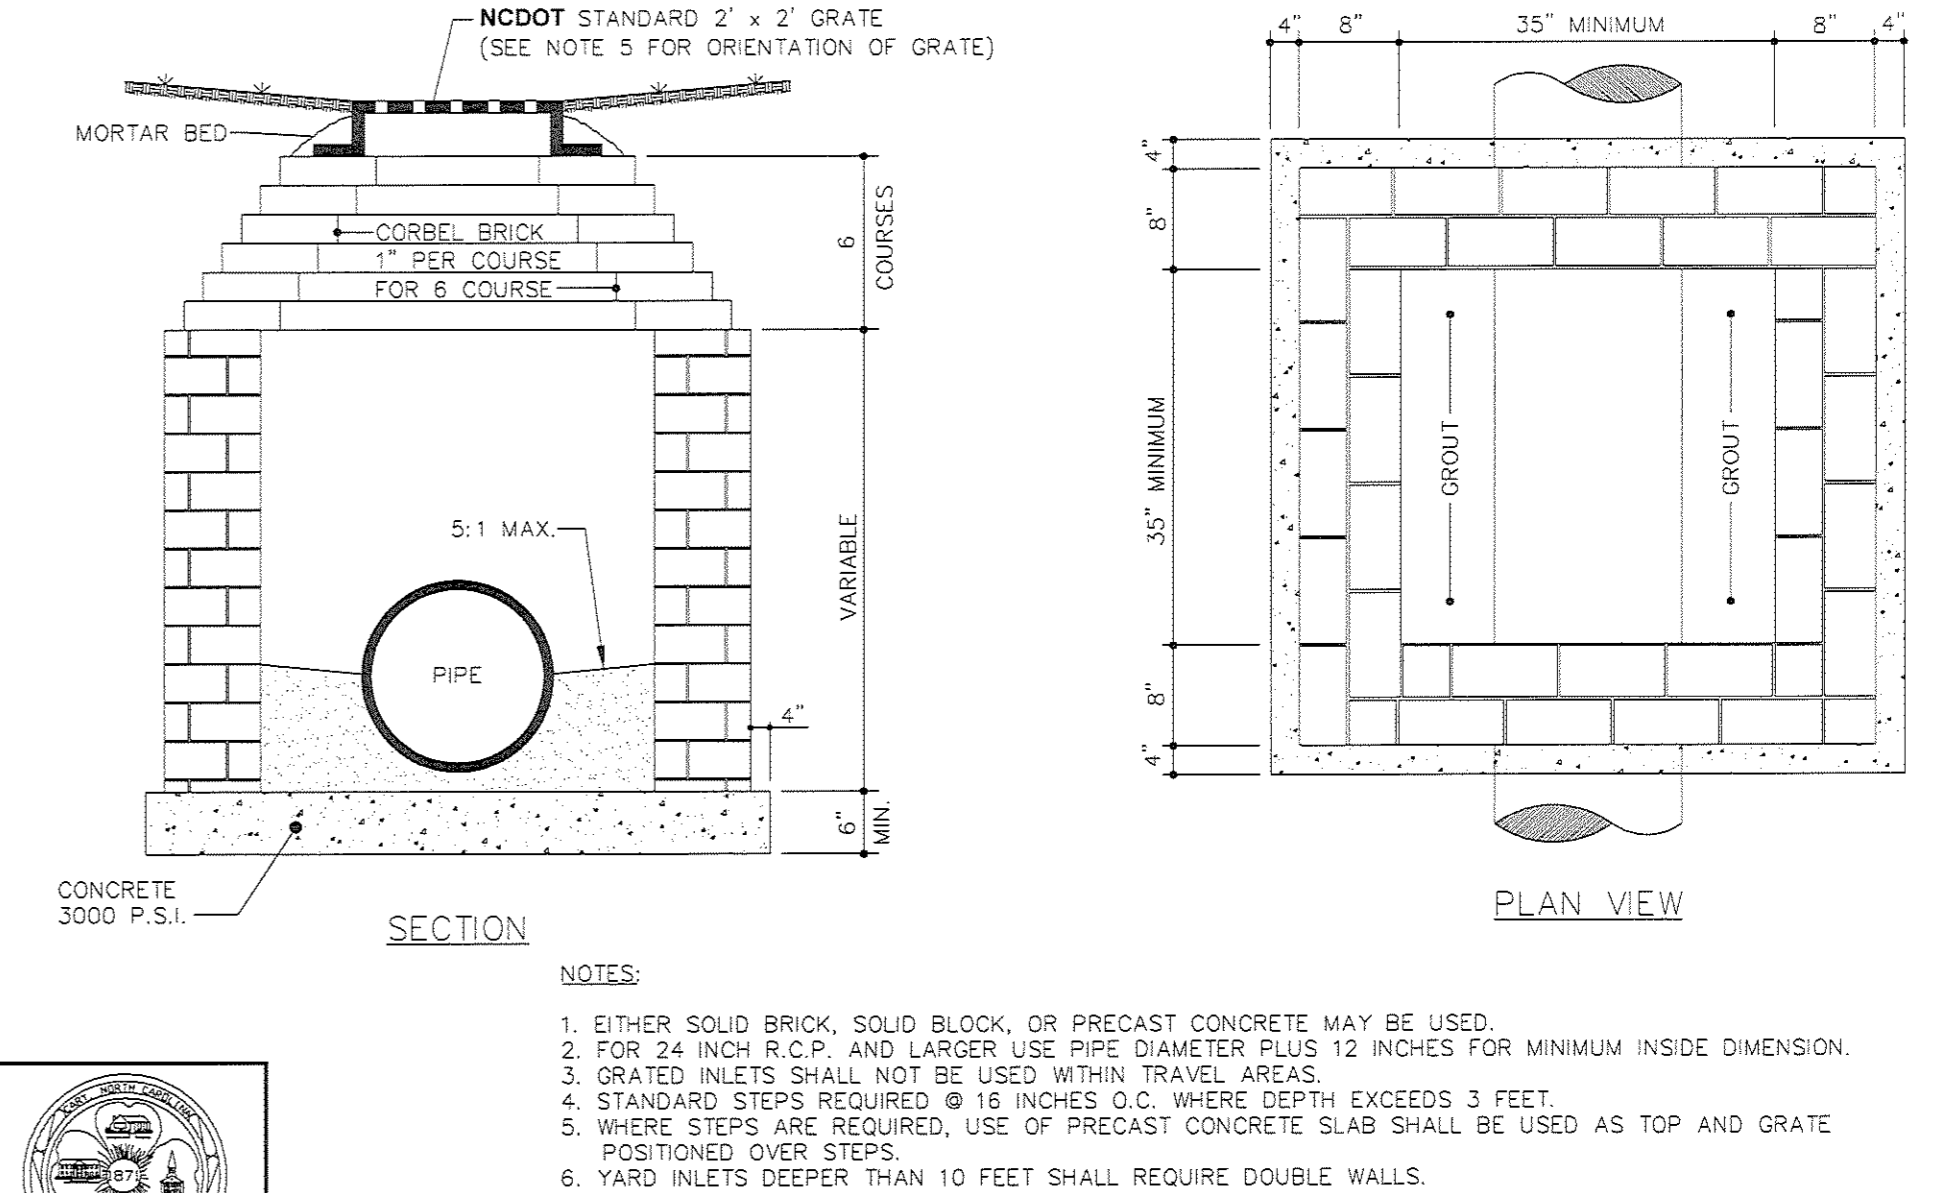 NCDOT STANDARD 2' x 2' GRATE
(SEE NOTE 5 FOR ORIENTATION OF GRATE)
MORTAR BED
CORBEL BRICK
1" PER COURSE
FOR 6 COURSE
6
COURSES
5:1 MAX.
VARIABLE
PIPE
4"
6"
MIN.
CONCRETE
3000 P.S.I.
SECTION
4" 8" 35" MINIMUM 8" 4"
4"
8"
35" MINIMUM
8"
4"
GROUT
GROUT
PLAN VIEW
NOTES:
1. EITHER SOLID BRICK, SOLID BLOCK, OR PRECAST CONCRETE MAY BE USED.
2. FOR 24 INCH R.C.P. AND LARGER USE PIPE DIAMETER PLUS 12 INCHES FOR MINIMUM INSIDE DIMENSION.
3. GRATED INLETS SHALL NOT BE USED WITHIN TRAVEL AREAS.
4. STANDARD STEPS REQUIRED @ 16 INCHES O.C. WHERE DEPTH EXCEEDS 3 FEET.
5. WHERE STEPS ARE REQUIRED, USE OF PRECAST CONCRETE SLAB SHALL BE USED AS TOP AND GRATE
POSITIONED OVER STEPS.
6. YARD INLETS DEEPER THAN 10 FEET SHALL REQUIRE DOUBLE WALLS.
CARY, NORTH CAROLINA
1871